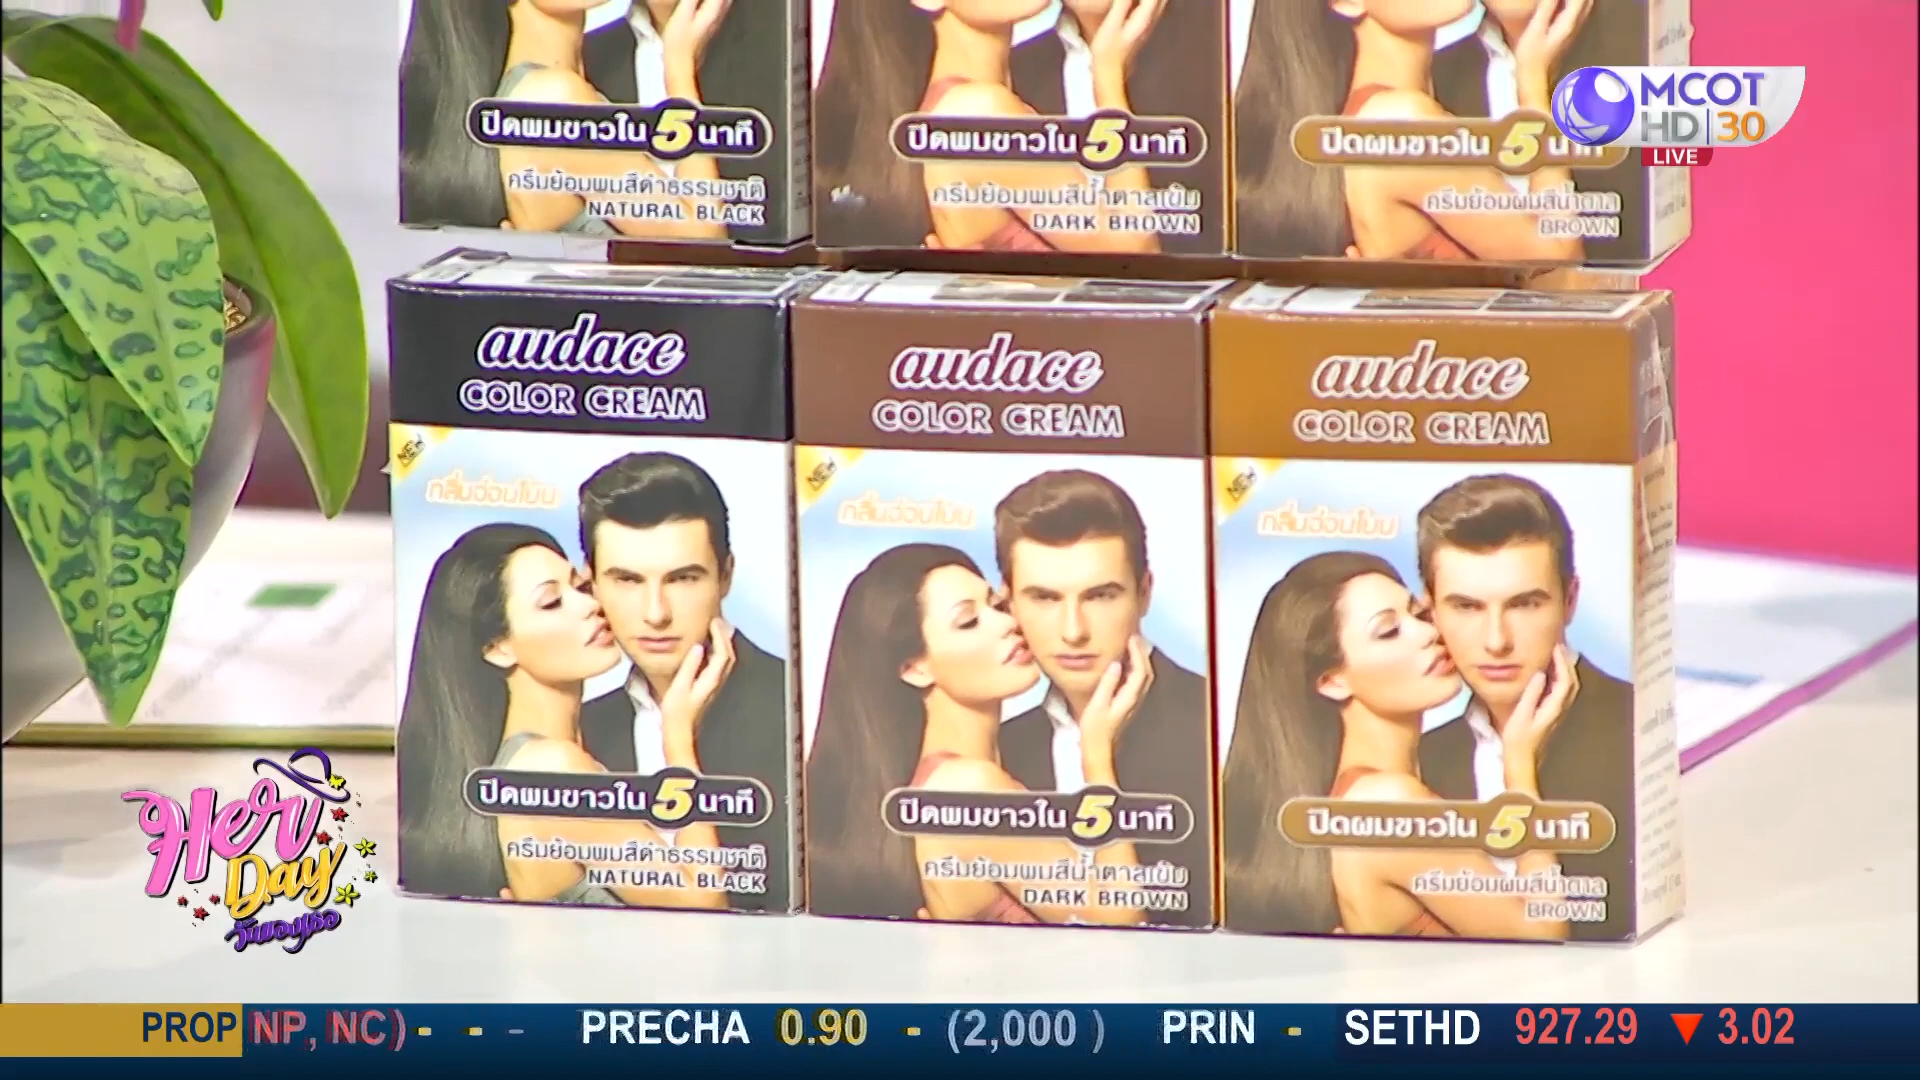 ปิดผมขาวใน 5 นาที
ครีมย้อมผมสีดำธรรมชาติ
NATURAL BLACK
ปิดผมขาวใน 5 นาที
ครีมย้อมผมสีน้ำตาลเข้ม
DARK BROWN
ปิดผมขาวใน 5
ครีมย้อมผมสีน้ำตาล
BROWN
MCOT
HD 30
LIVE
audace
COLOR CREAM
NEW
กลิ่นอ่อนโยน
ปิดผมขาวใน 5 นาที
ครีมย้อมผมสีดำธรรมชาติ
NATURAL BLACK
audace
COLOR CREAM
NEW
กลิ่นอ่อนโยน
ปิดผมขาวใน 5 นาที
ครีมย้อมผมสีน้ำตาลเข้ม
DARK BROWN
audace
COLOR CREAM
NEW
กลิ่นอ่อนโยน
ปิดผมขาวใน 5 นาที
ครีมย้อมผมสีน้ำตาล
BROWN
Her
Day
วันของเธอ
PROP NP, NC) - - - PRECHA 0.90 - (2,000 ) PRIN - SETHD 927.29 ▼ 3.02